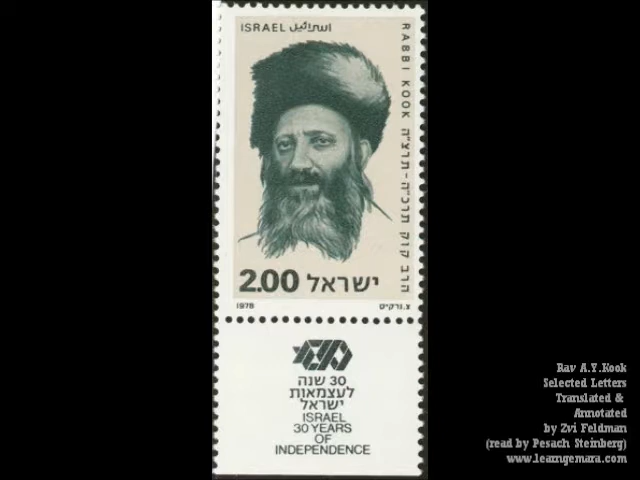 ISRAEL اسرائيل
RABBI KOOK
הרב קוק תרכ"ה - תרצ"ה
2.00 ישראל
1978
צ. נרקיס
30 שנה
לעצמאות
ישראל
ISRAEL
30 YEARS
OF
INDEPENDENCE
Rav A.Y.Kook
Selected Letters
Translated &
Annotated
by Zvi Feldman
(read by Pesach Steinberg)
www.learngemara.com